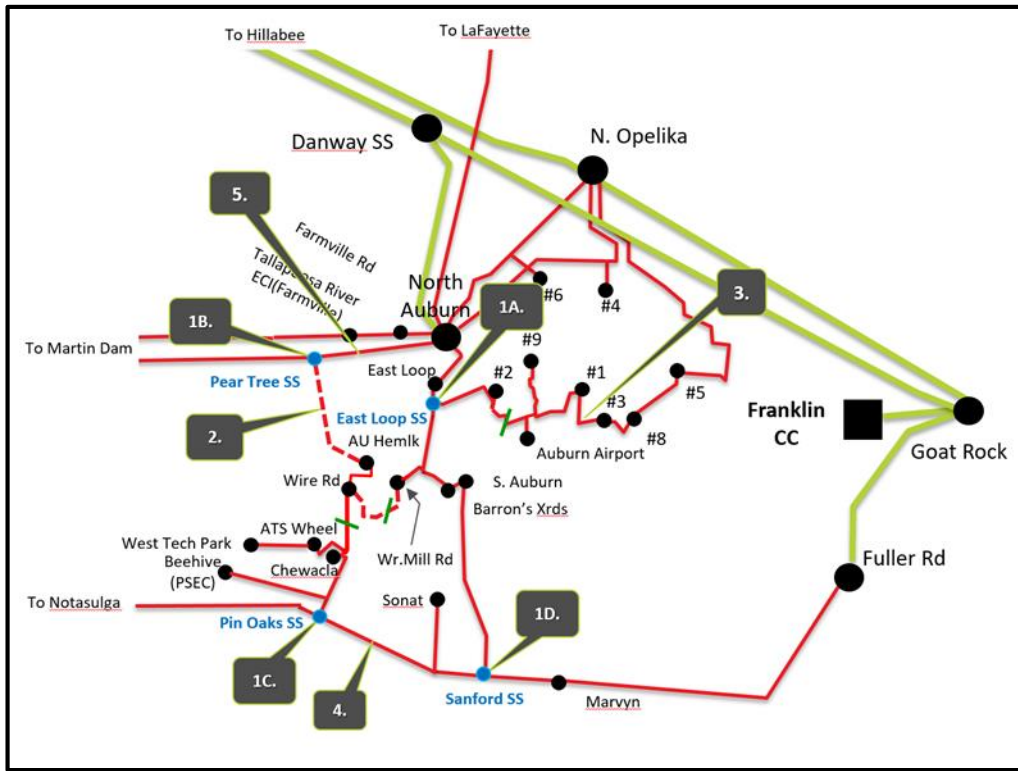 To Hillabee
To LaFayette
Danway SS
N. Opelika
5.
Farmville Rd
Tallapoosa River
ECI(Farmville)
North
Auburn
#6
#4
1A.
3.
1B.
#9
To Martin Dam
East Loop
#2
#1
#5
Pear Tree SS
East Loop SS
#3
#8
Franklin
CC
Goat Rock
2.
AU Hemlk
Auburn Airport
Wire Rd
S. Auburn
Barron's Xrds
ATS Wheel
West Tech Park
Beehive
(PSEC)
Chewacla
Wr.Mill Rd
Fuller Rd
To Notasulga
Sonat
Pin Oaks SS
1D.
1C.
4.
Sanford SS
Marvyn